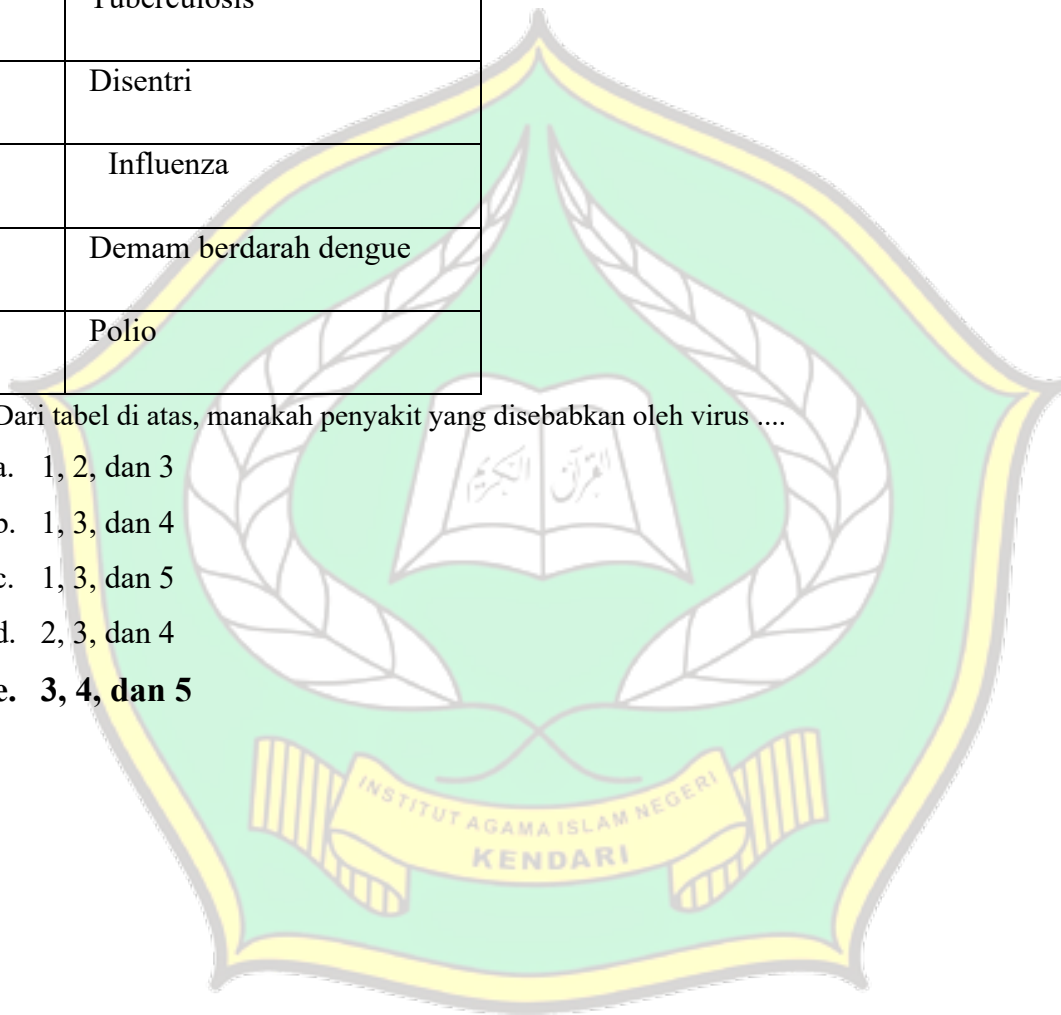 Tuberculosis
Disentri
Influenza
Demam berdarah dengue
Polio
Dari tabel di atas, manakah penyakit yang disebabkan oleh virus ....
a. 1, 2, dan 3
b. 1, 3, dan 4
c. 1, 3, dan 5
d. 2, 3, dan 4
e. 3, 4, dan 5
القرآن الكريم
INSTITUT AGAMA ISLAM NEGERI
KENDARI